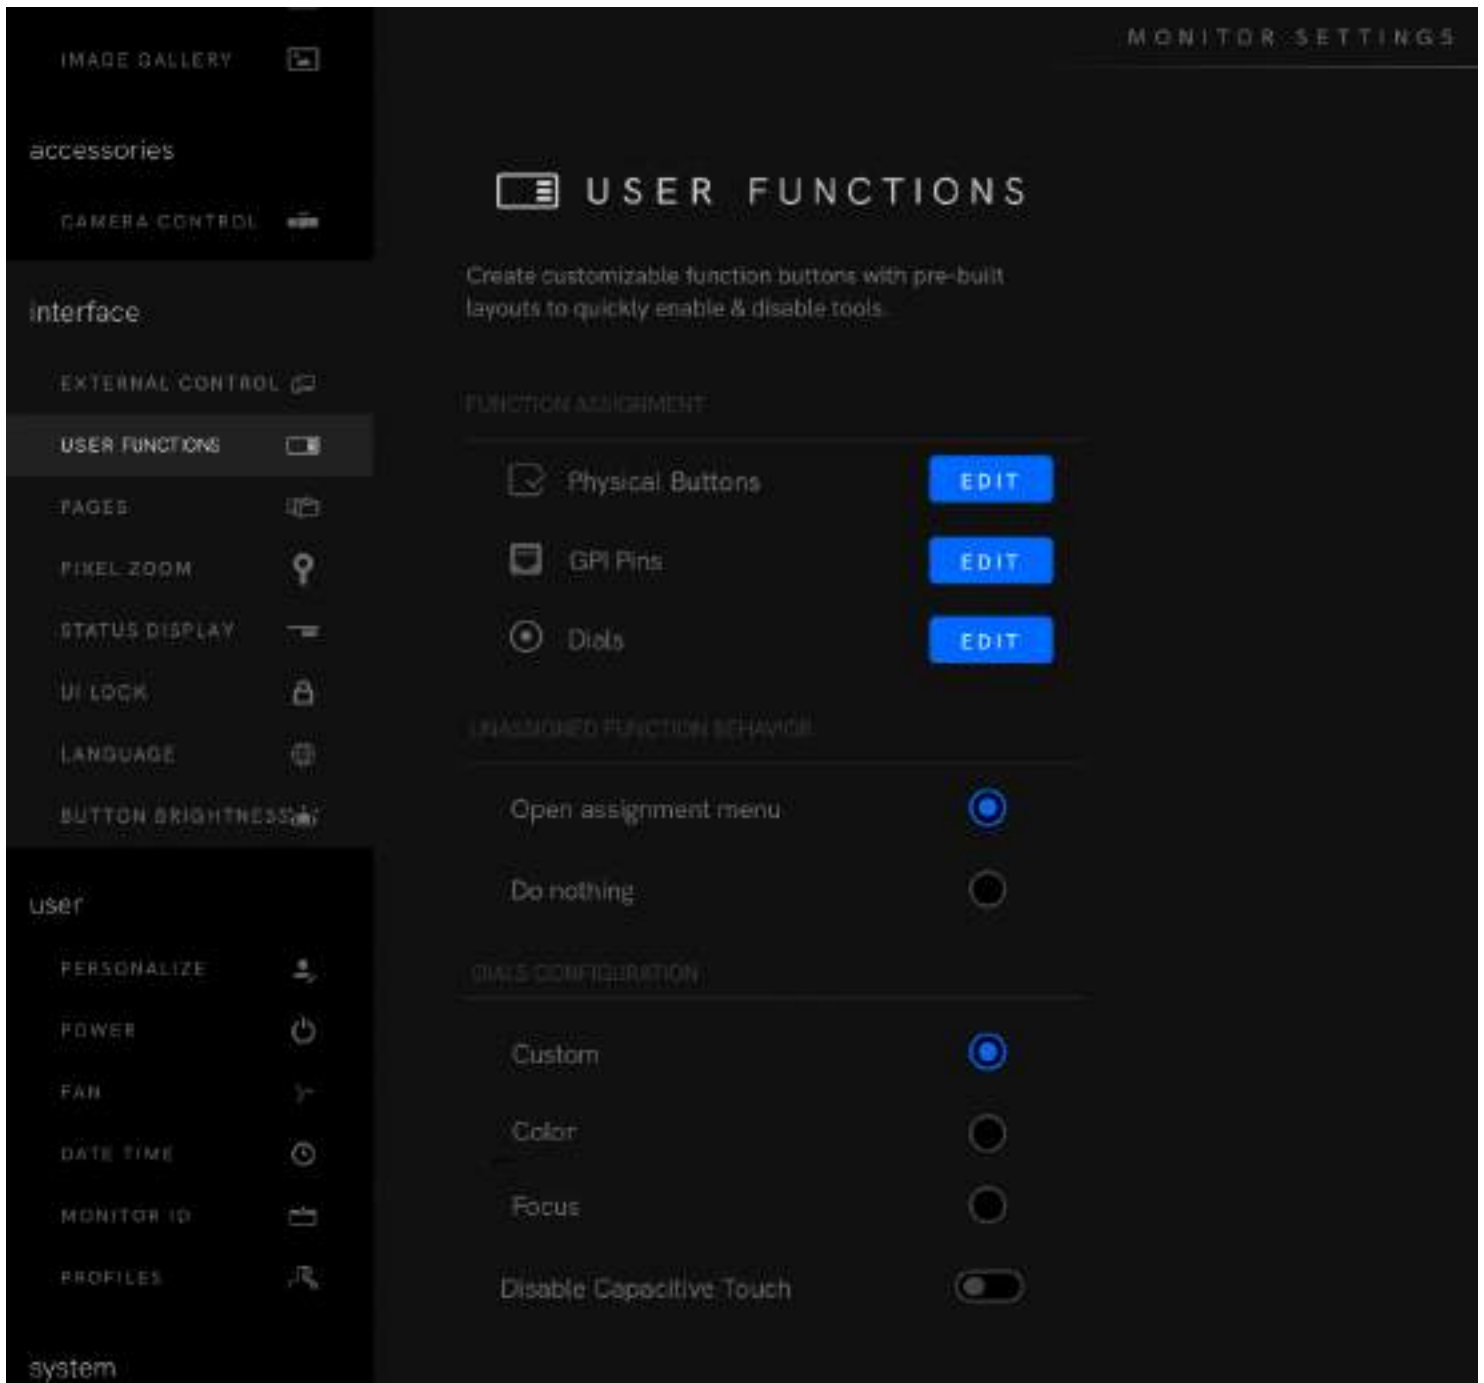 MONITOR SETTINGS
IMAGE GALLERY
accessories
CAMERA CONTROL
interface
EXTERNAL CONTROL
USER FUNCTIONS
PAGES
PIXEL ZOOM
STATUS DISPLAY
UI LOCK
LANGUAGE
BUTTON BRIGHTNESS
user
PERSONALIZE
POWER
FAN
DATE TIME
MONITOR ID
PROFILES
system
USER FUNCTIONS
Create customizable function buttons with pre-built
layouts to quickly enable & disable tools.
FUNCTION ASSIGNMENT
Physical Buttons EDIT
GPI Pins EDIT
Dials EDIT
UNASSIGNED FUNCTION BEHAVIOR
Open assignment menu
Do nothing
DIALS CONFIGURATION
Custom
Color
Focus
Disable Capacitive Touch